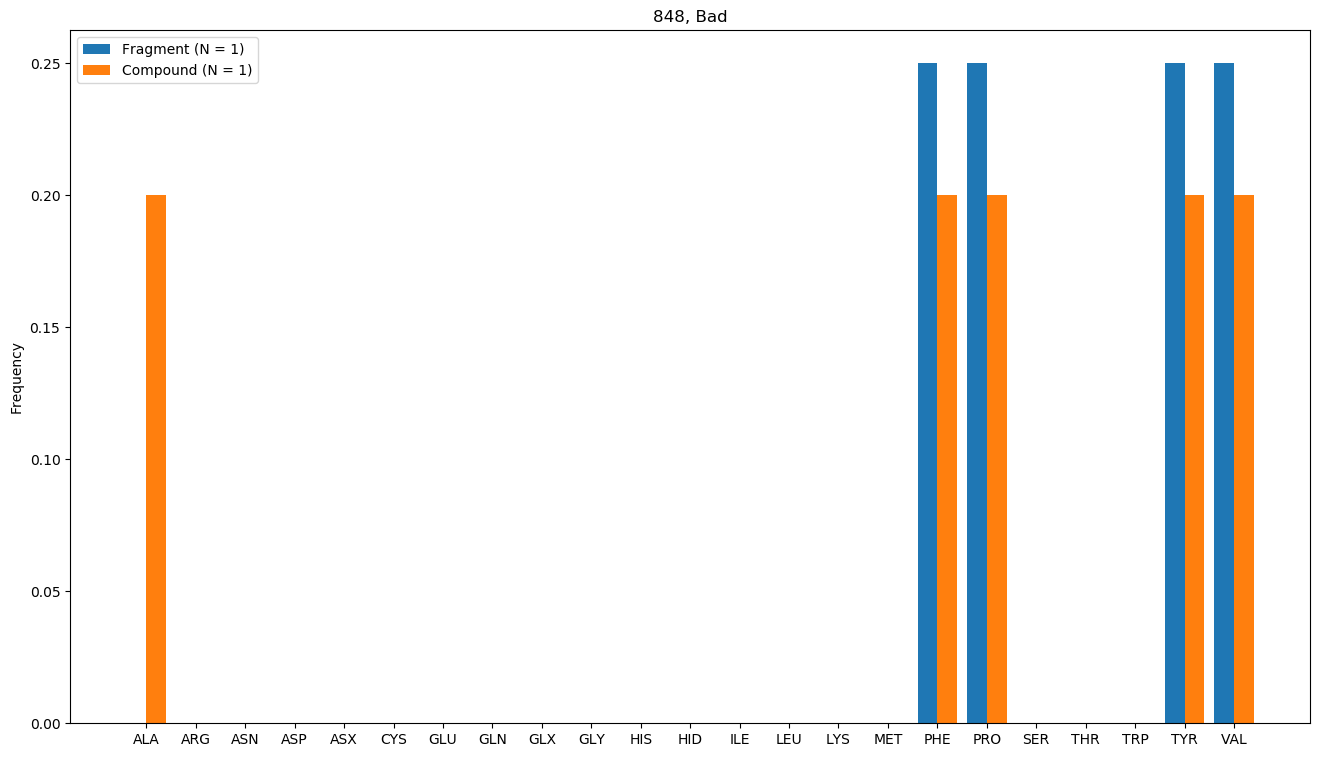 848, Bad
Fragment (N = 1)
Compound (N = 1)
Frequency
0.25
0.20
0.15
0.10
0.05
0.00
ALA ARG ASN ASP ASX CYS GLU GLN GLX GLY HIS HID ILE LEU LYS MET PHE PRO SER THR TRP TYR VAL